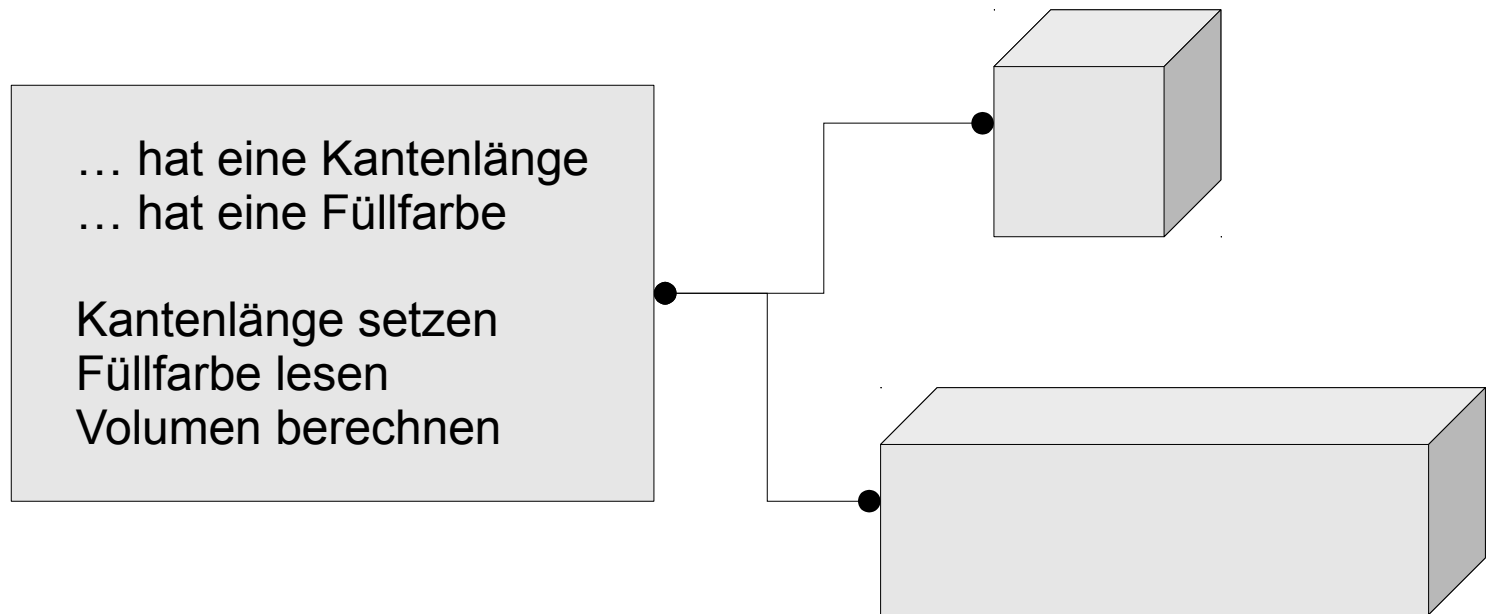 … hat eine Kantenlänge
… hat eine Füllfarbe
Kantenlänge setzen
Füllfarbe lesen
Volumen berechnen